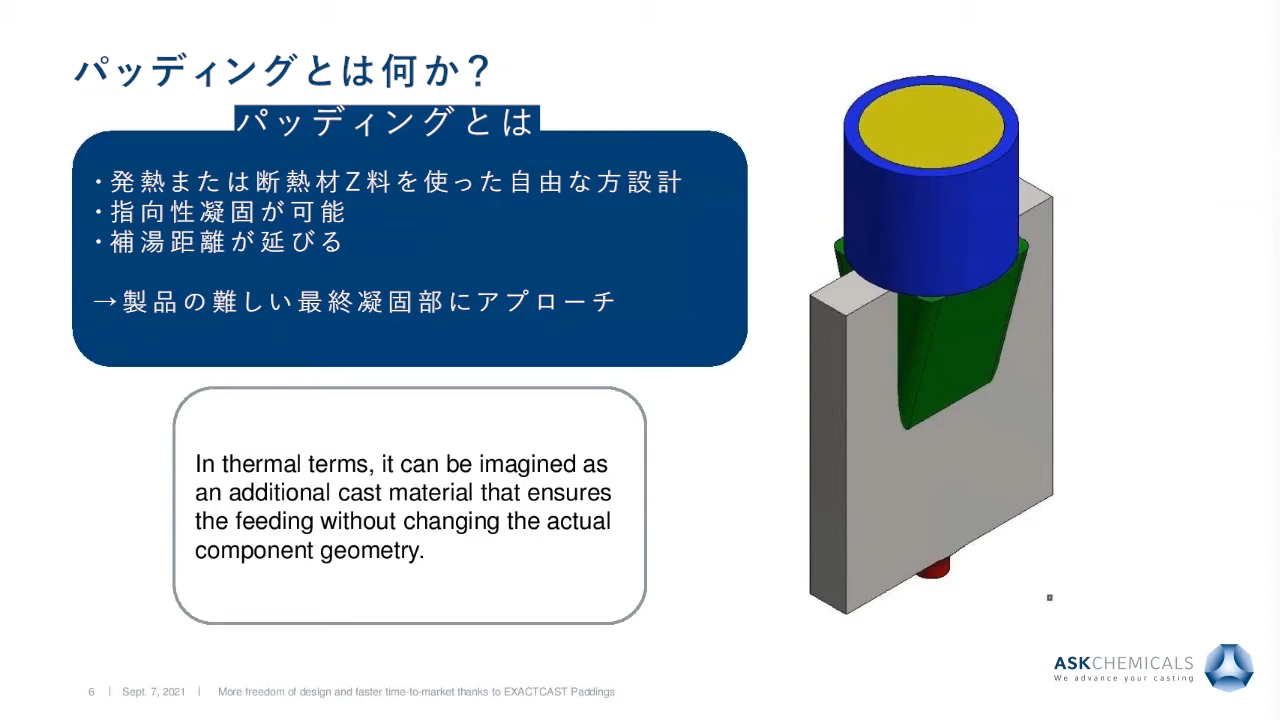 パッディングとは何か？
パッディングとは
・発熱または断熱材Z料を使った自由な方設計
・指向性凝固が可能
・補湯距離が延びる
→製品の難しい最終凝固部にアプローチ
In thermal terms, it can be imagined as
an additional cast material that ensures
the feeding without changing the actual
component geometry.
ASKCHEMICALS
We advance your casting
6 | Sept. 7, 2021 | More freedom of design and faster time-to-market thanks to EXACTCAST Paddings